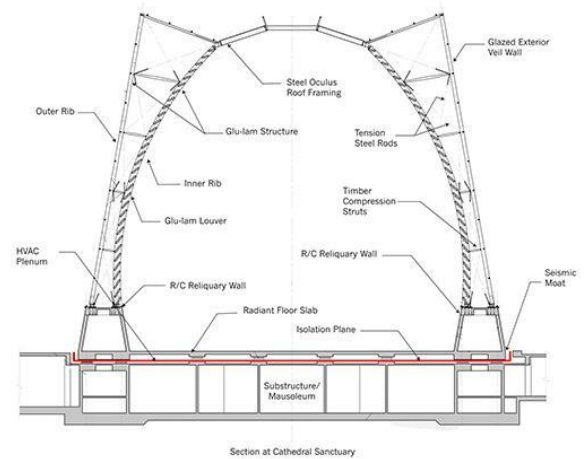 Glazed Exterior
Veil Wall
Steel Oculus
Roof Framing
Outer Rib
Glu-lam Structure
Tension
Steel Rods
Inner Rib
Timber
Compression
Struts
Glu-lam Louver
HVAC
Plenum
R/C Reliquary Wall
R/C Reliquary Wall
Seismic
Moat
Radiant Floor Slab
Isolation Plane
Substructure/
Mausoleum
Section at Cathedral Sanctuary